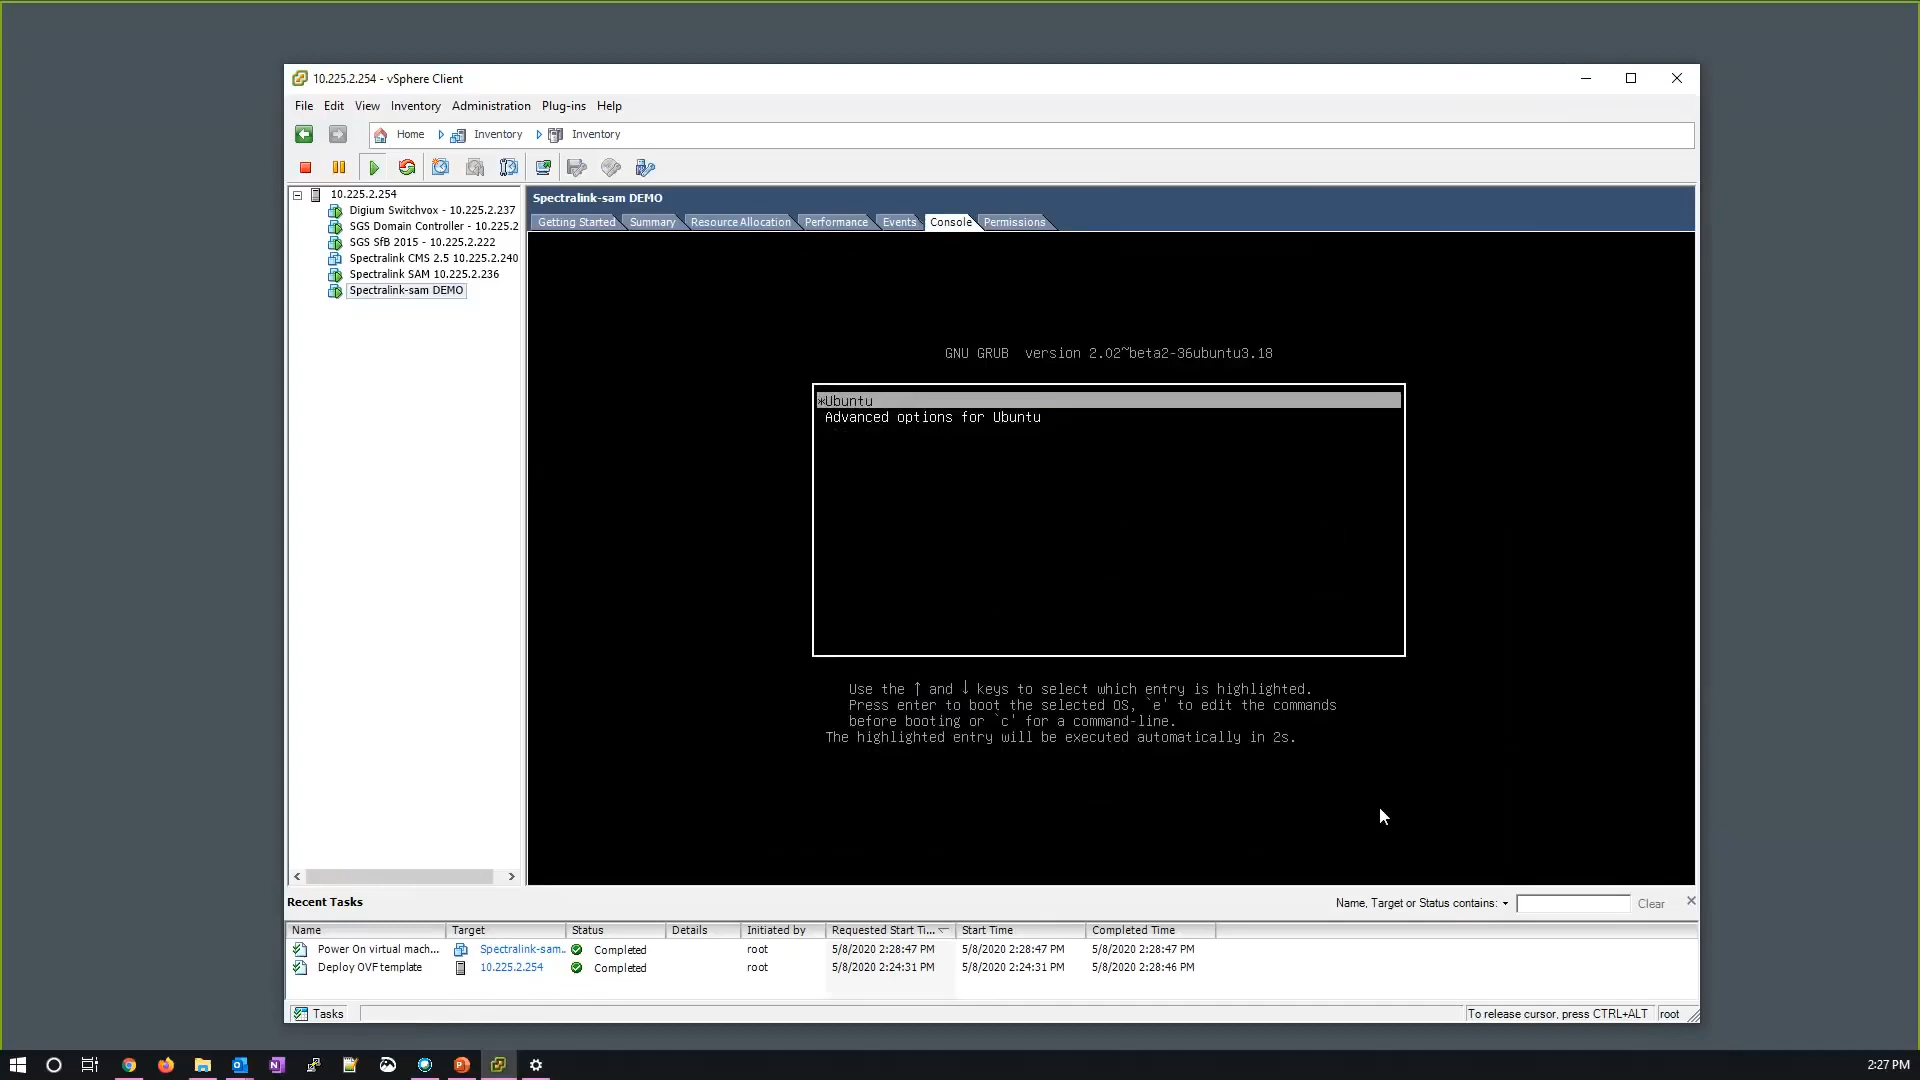 10.225.2.254 - vSphere Client
File Edit View Inventory Administration Plug-ins Help
Home Inventory Inventory
10.225.2.254
Digium Switchvox - 10.225.2.237
SGS Domain Controller - 10.225.2
SGS SfB 2015 - 10.225.2.222
Spectralink CMS 2.5 10.225.2.240
Spectralink SAM 10.225.2.236
Spectralink-sam DEMO
Spectralink-sam DEMO
Getting Started Summary Resource Allocation Performance Events Console Permissions
GNU GRUB version 2.02~beta2-36ubuntu3.18
*Ubuntu
Advanced options for Ubuntu
Use the ↑ and ↓ keys to select which entry is highlighted.
Press enter to boot the selected OS, `e' to edit the commands
before booting or `c' for a command-line.
The highlighted entry will be executed automatically in 2s.
Recent Tasks
Name, Target or Status contains: Clear
Name Target Status Details Initiated by Requested Start Ti... Start Time Completed Time
Power On virtual mach... Spectralink-sam.. Completed root 5/8/2020 2:28:47 PM 5/8/2020 2:28:47 PM 5/8/2020 2:28:47 PM
Deploy OVF template 10.225.2.254 Completed root 5/8/2020 2:24:31 PM 5/8/2020 2:24:31 PM 5/8/2020 2:28:46 PM
Tasks
To release cursor, press CTRL+ALT root
2:27 PM